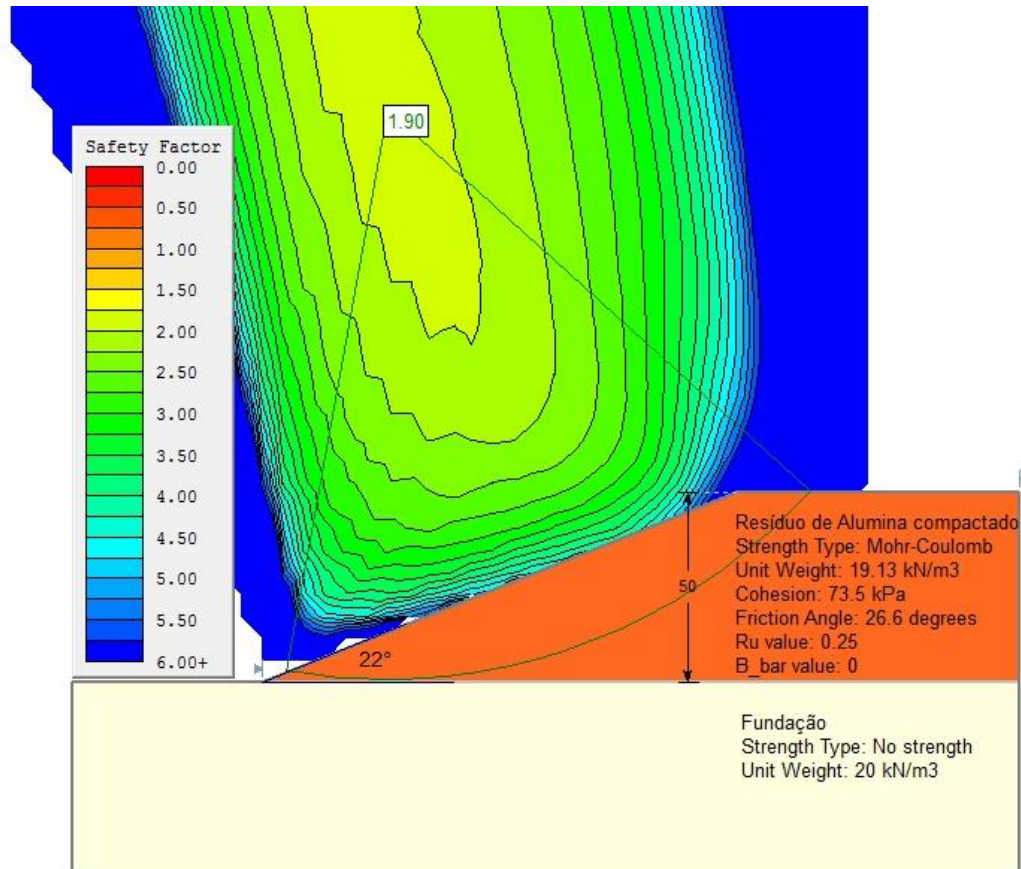 1.90
Safety Factor
0.00
0.50
1.00
1.50
2.00
2.50
3.00
3.50
4.00
4.50
5.00
5.50
6.00+
50
22°
Resíduo de Alumina compactado
Strength Type: Mohr-Coulomb
Unit Weight: 19.13 kN/m3
Cohesion: 73.5 kPa
Friction Angle: 26.6 degrees
Ru value: 0.25
B_bar value: 0
Fundação
Strength Type: No strength
Unit Weight: 20 kN/m3